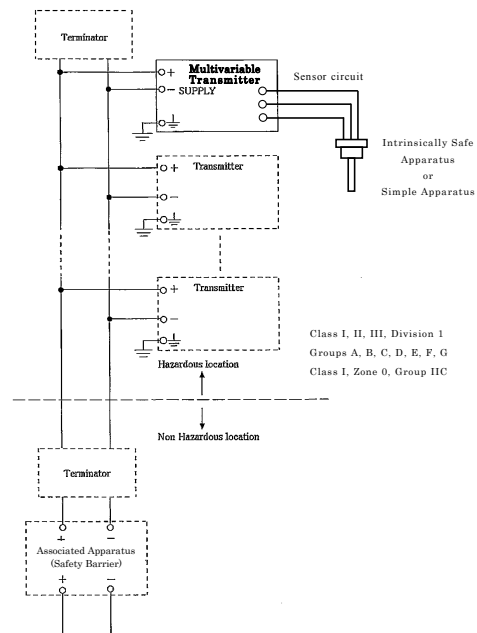 Terminator
+
Multivariable
Transmitter
− SUPPLY
Sensor circuit
Intrinsically Safe
Apparatus
or
Simple Apparatus
+
Transmitter
−
+
Transmitter
−
Class I, II, III, Division 1
Groups A, B, C, D, E, F, G
Class I, Zone 0, Group IIC
Hazardous location
Non Hazardous location
Terminator
+ −
Associated Apparatus
(Safety Barrier)
+ −